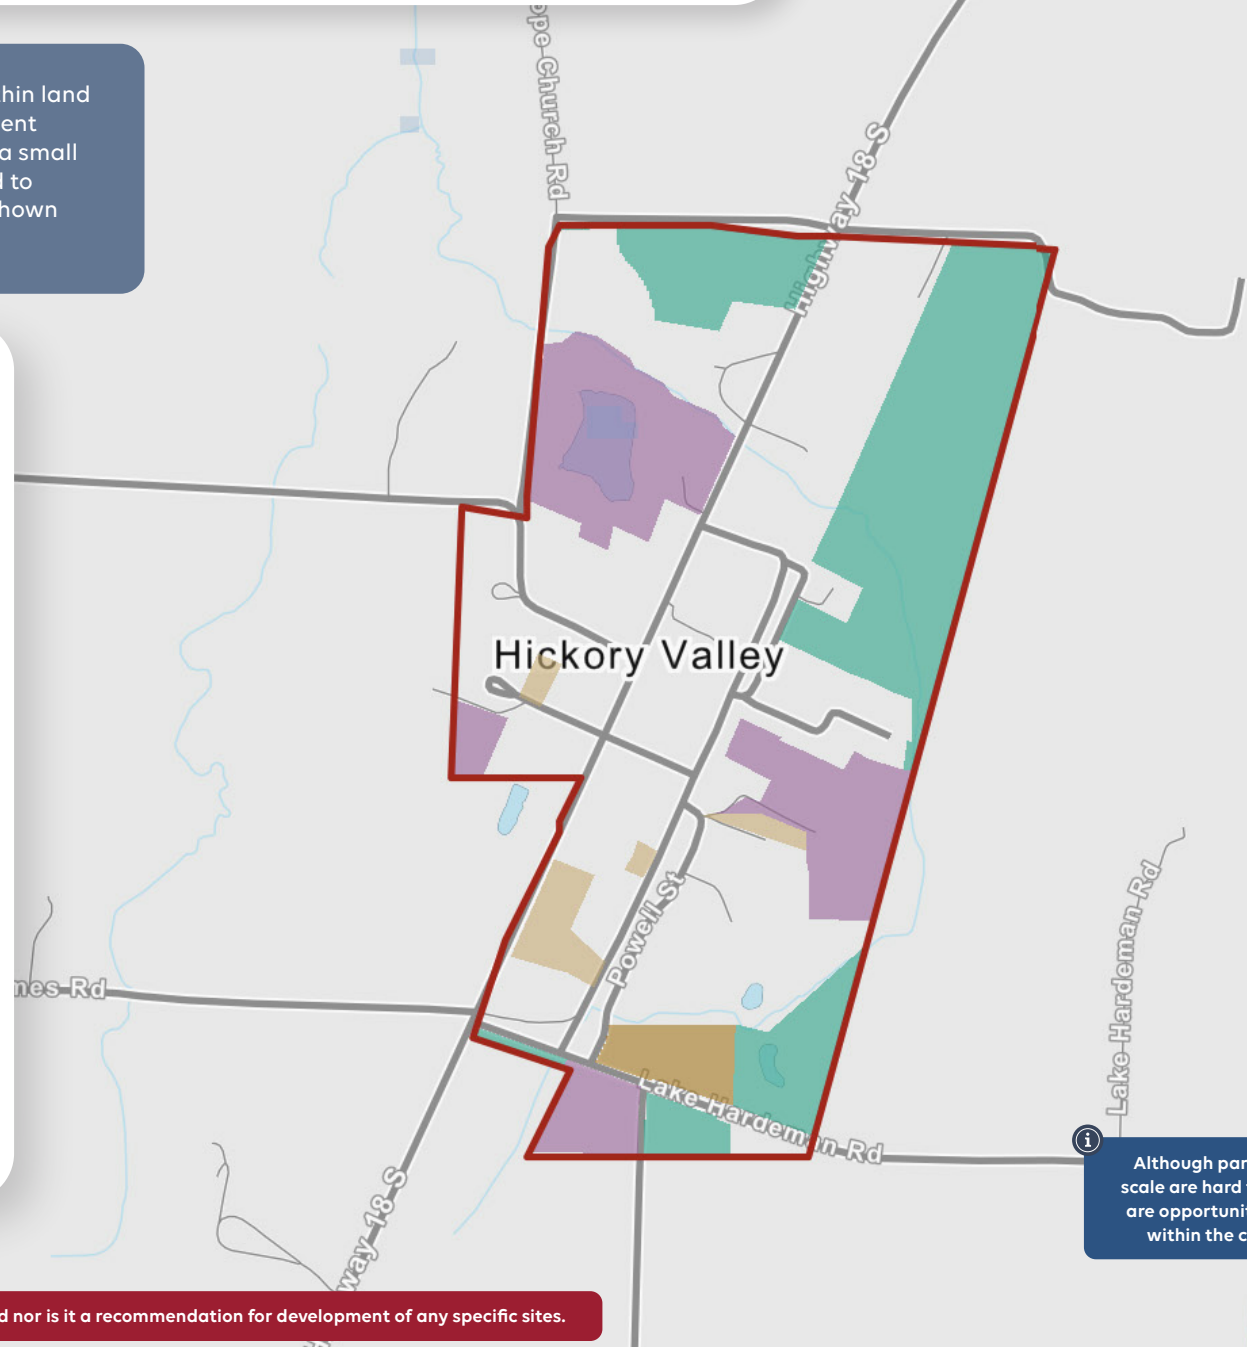 thin land
ent
a small
d to
hown
ope Church Rd
Highway 18 S
Hickory Valley
Powell St
mes Rd
Lake Hardeman Rd
Lake Hardeman Rd
way 18 S
i
Although par
scale are hard
are opportuni
within the c
d nor is it a recommendation for development of any specific sites.